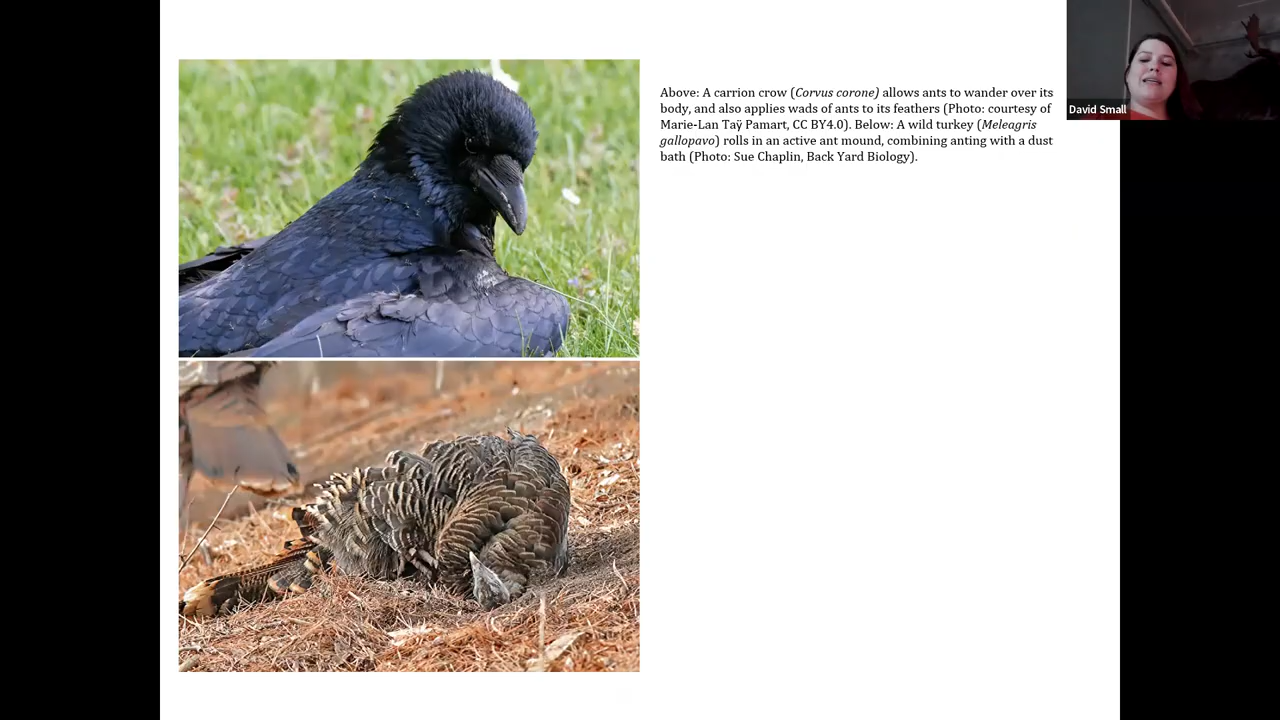 Above: A carrion crow (Corvus corone) allows ants to wander over its
body, and also applies wads of ants to its feathers (Photo: courtesy of
Marie-Lan Taÿ Pamart, CC BY4.0). Below: A wild turkey (Meleagris
gallopavo) rolls in an active ant mound, combining anting with a dust
bath (Photo: Sue Chaplin, Back Yard Biology).
David Small